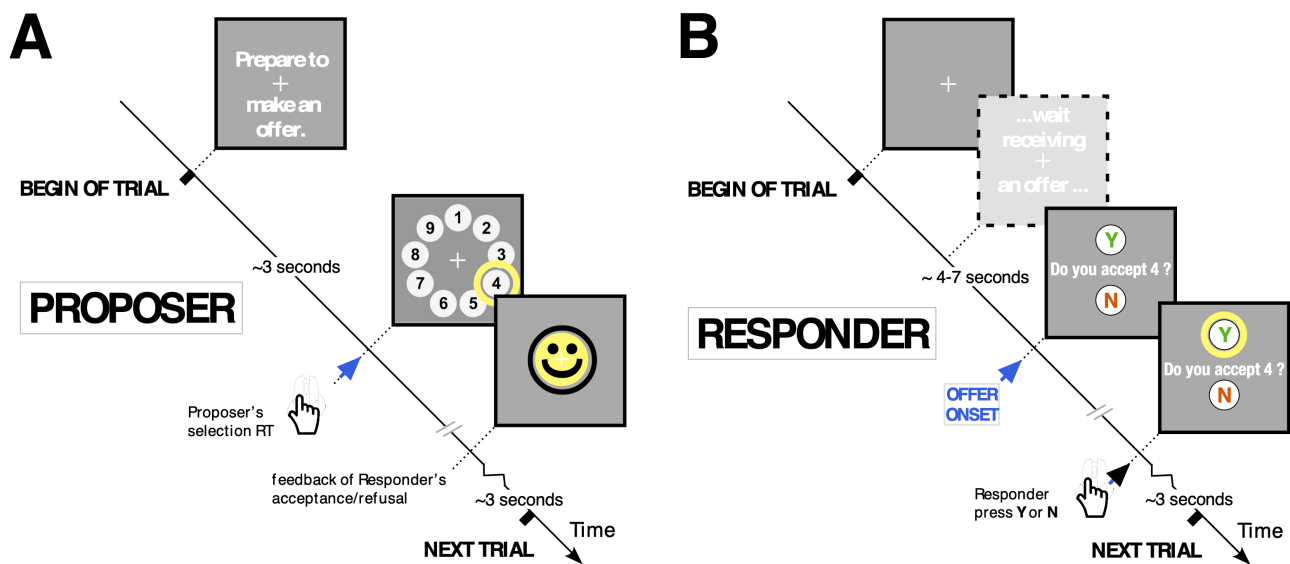 A
Prepare to
+
make an
offer.
BEGIN OF TRIAL
~3 seconds
PROPOSER
1
2
3
4
5
6
7
8
9
+
Proposer's
selection RT
feedback of Responder's
acceptance/refusal
~3 seconds
Time
NEXT TRIAL
B
+
...wait
receiving
+
an offer ...
BEGIN OF TRIAL
~ 4-7 seconds
RESPONDER
Y
Do you accept 4 ?
N
Y
Do you accept 4 ?
N
OFFER
ONSET
Responder
press Y or N
~3 seconds
Time
NEXT TRIAL